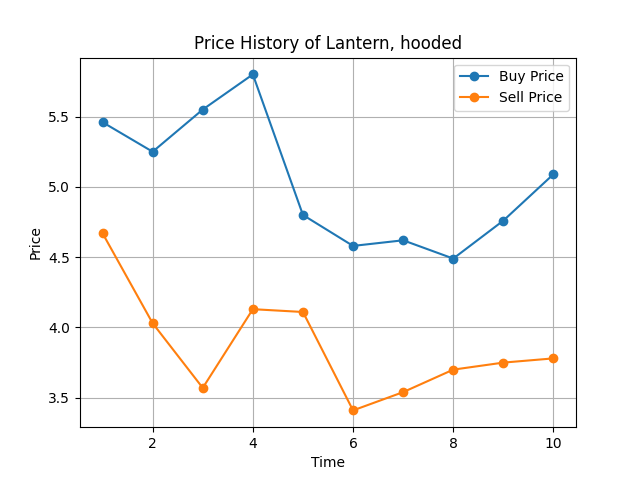 Price History of Lantern, hooded
Buy Price
Sell Price
5.5
5.0
4.5
4.0
3.5
Price
2 4 6 8 10
Time